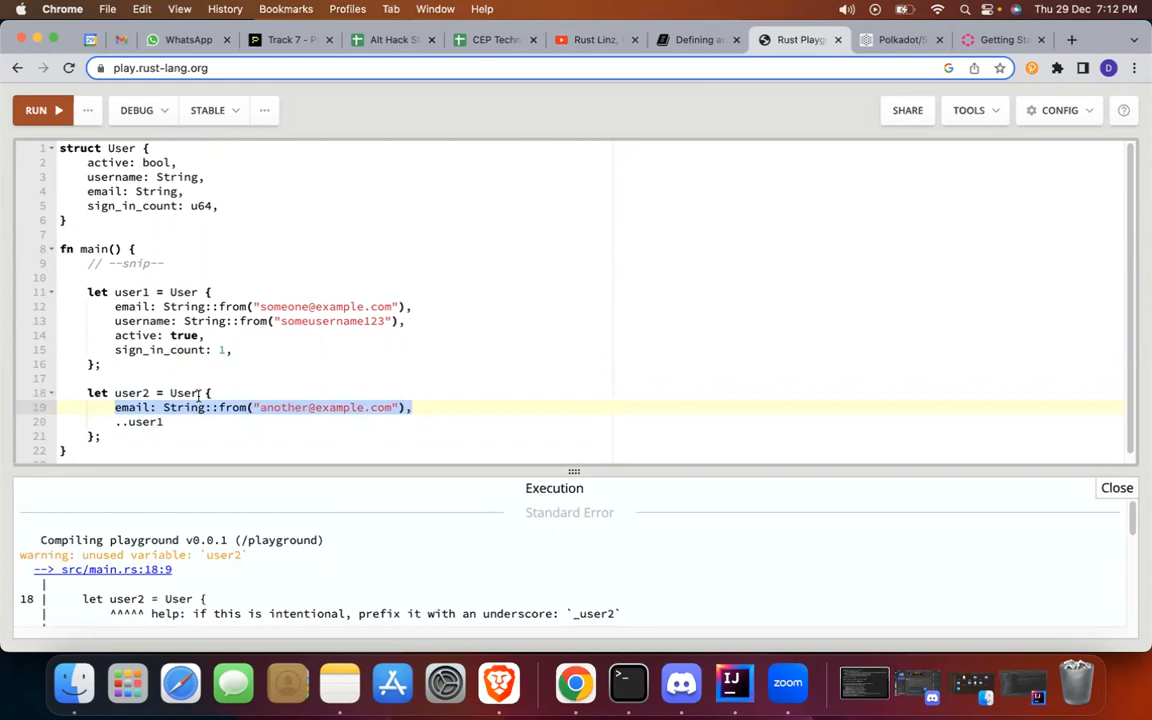 Chrome File Edit View History Bookmarks Profiles Tab Window Help Thu 29 Dec 7:12 PM
WhatsApp Track 7 - P Alt Hack S CEP Techn Rust Linz, Defining a Rust Playg Polkadot/S Getting Sta
play.rust-lang.org
RUN DEBUG STABLE SHARE TOOLS CONFIG
1 struct User {
2 active: bool,
3 username: String,
4 email: String,
5 sign_in_count: u64,
6 }
7
8 fn main() {
9 // --snip--
10
11 let user1 = User {
12 email: String::from("someone@example.com"),
13 username: String::from("someusername123"),
14 active: true,
15 sign_in_count: 1,
16 };
17
18 let user2 = User {
19 email: String::from("another@example.com"),
20 ..user1
21 };
22 }
Execution
Close
Standard Error
Compiling playground v0.0.1 (/playground)
warning: unused variable: `user2`
--> src/main.rs:18:9
|
18 | let user2 = User {
| ^^^^^ help: if this is intentional, prefix it with an underscore: `_user2`
zoom